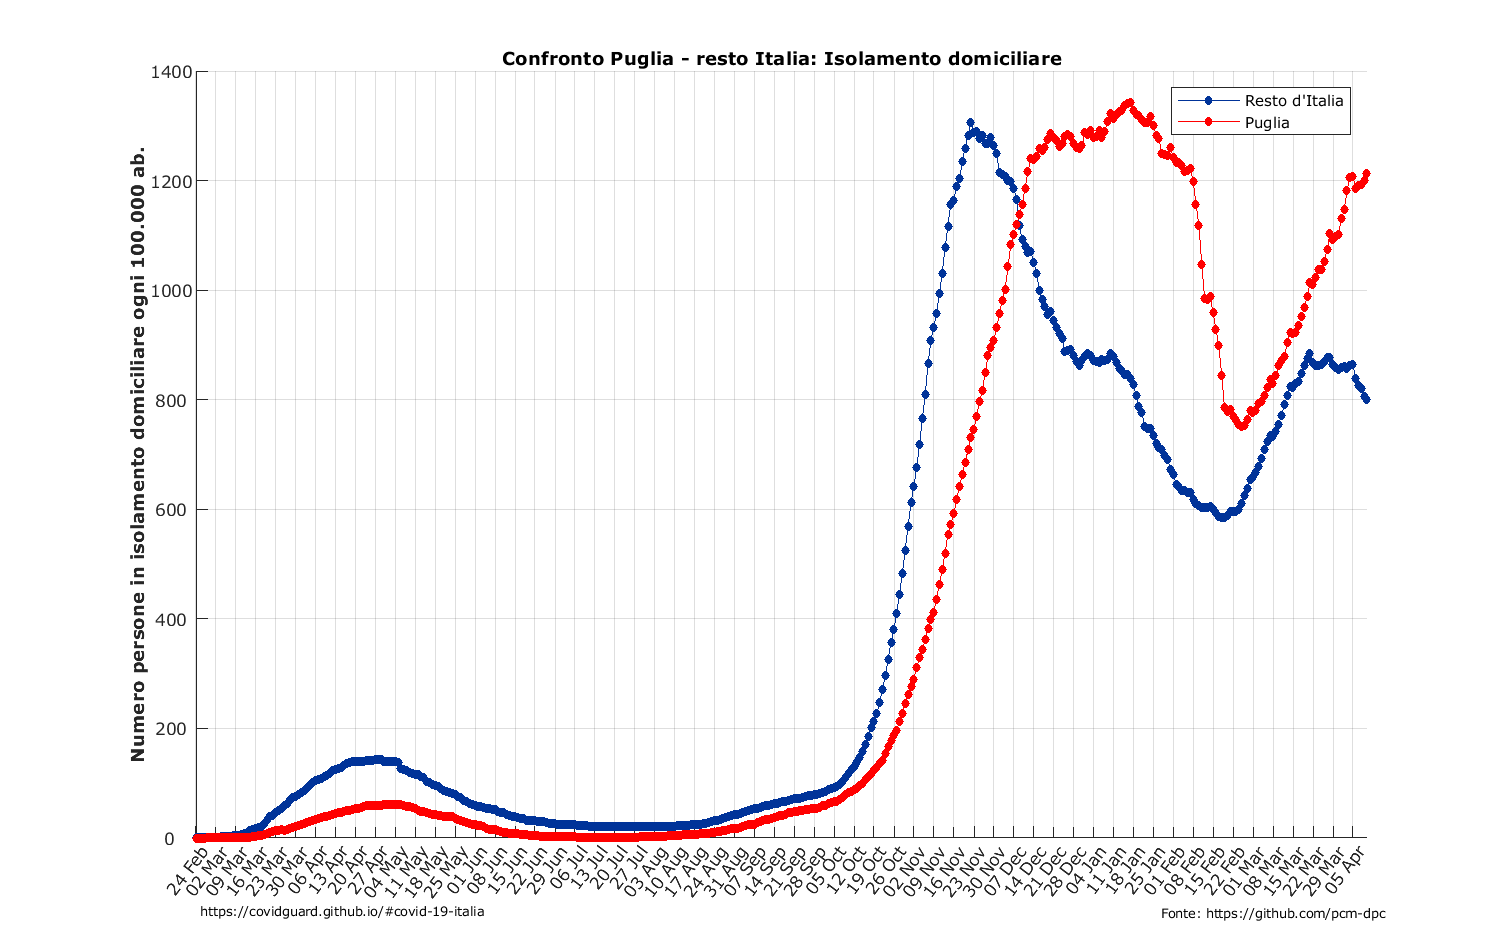 Confronto Puglia - resto Italia: Isolamento domiciliare
Numero persone in isolamento domiciliare ogni 100.000 ab.
1400
1200
1000
800
600
400
200
0
Resto d'Italia
Puglia
24 Feb
02 Mar
09 Mar
16 Mar
23 Mar
30 Mar
06 Apr
13 Apr
20 Apr
27 Apr
04 May
11 May
18 May
25 May
01 Jun
08 Jun
15 Jun
22 Jun
29 Jun
06 Jul
13 Jul
20 Jul
27 Jul
03 Aug
10 Aug
17 Aug
24 Aug
31 Aug
07 Sep
14 Sep
21 Sep
28 Sep
05 Oct
12 Oct
19 Oct
26 Oct
02 Nov
09 Nov
16 Nov
23 Nov
30 Nov
07 Dec
14 Dec
21 Dec
28 Dec
04 Jan
11 Jan
18 Jan
25 Jan
01 Feb
08 Feb
15 Feb
22 Feb
01 Mar
08 Mar
15 Mar
22 Mar
29 Mar
05 Apr
https://covidguard.github.io/#covid-19-italia
Fonte: https://github.com/pcm-dpc